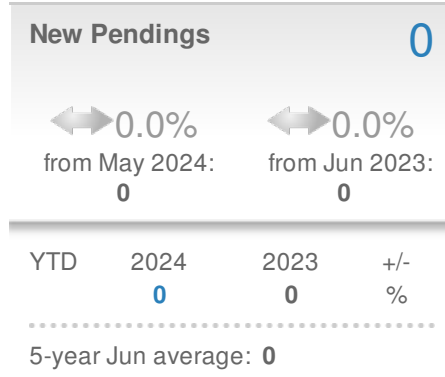 New Pendings 0
0.0% 0.0%
from May 2024: from Jun 2023:
0 0
YTD 2024 2023 +/-
0 0 %
5-year Jun average: 0